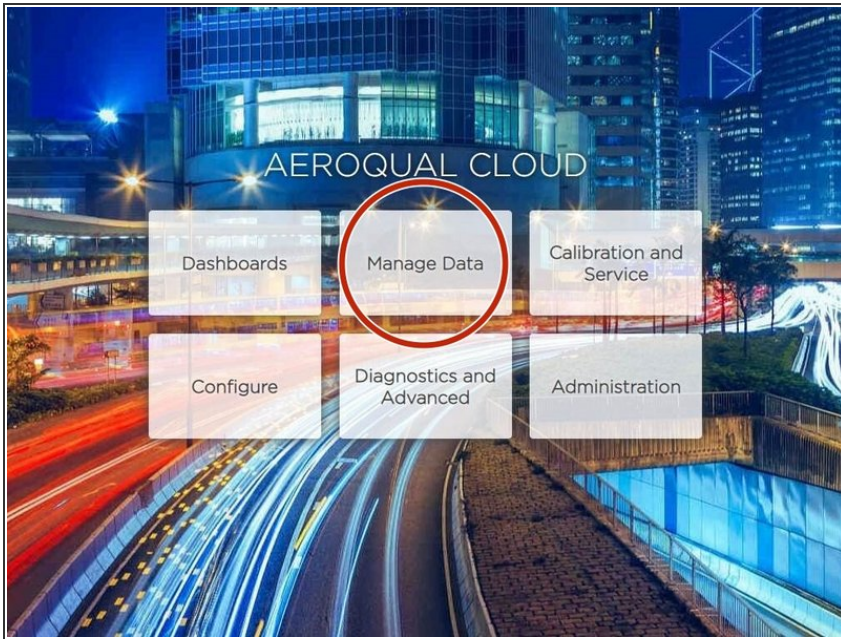 AEROQUAL CLOUD
Dashboards
Manage Data
Calibration and
Service
Configure
Diagnostics and
Advanced
Administration